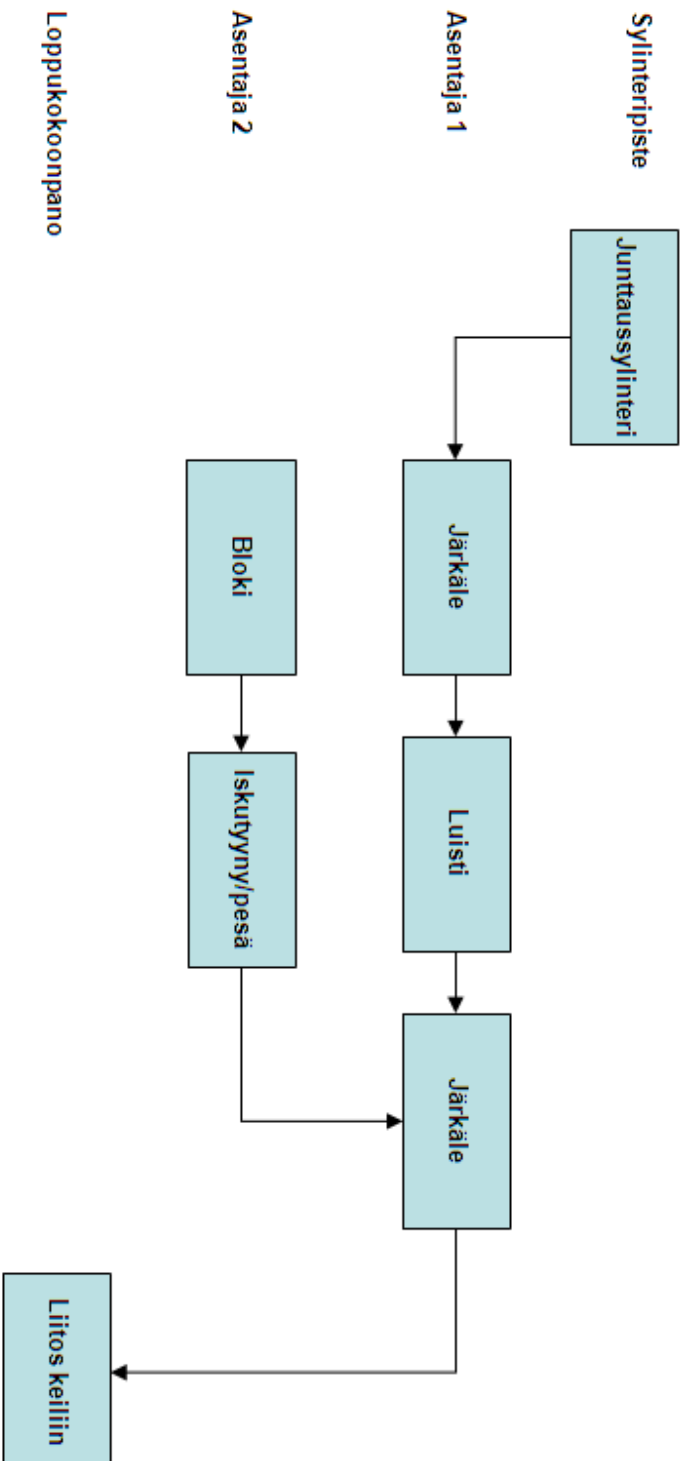 Sylinteripiste
Junttaussylinteri
Asentaja 1
Järkäle
Luisti
Järkäle
Asentaja 2
Bloki
Iskutyyny/pesä
Loppukokoonpano
Liitos keiliin